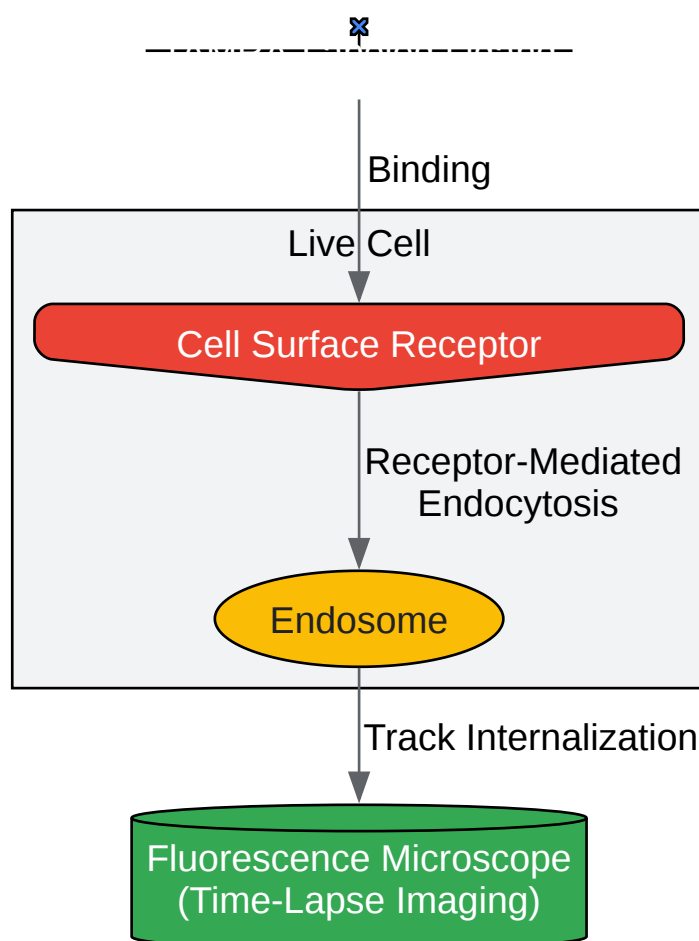 Binding
Live Cell
Cell Surface Receptor
Receptor-Mediated
Endocytosis
Endosome
Track Internalization
Fluorescence Microscope
(Time-Lapse Imaging)